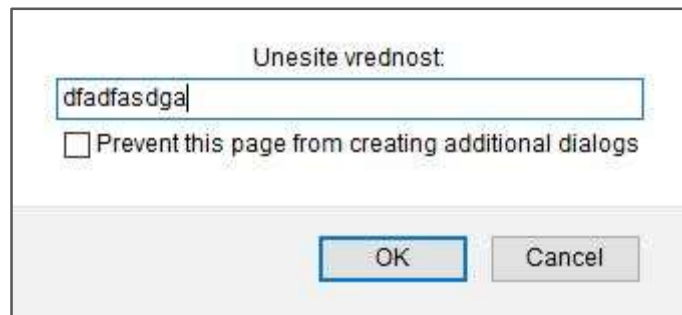 Unesite vrednost:
dfadfasdga
Prevent this page from creating additional dialogs
OK
Cancel